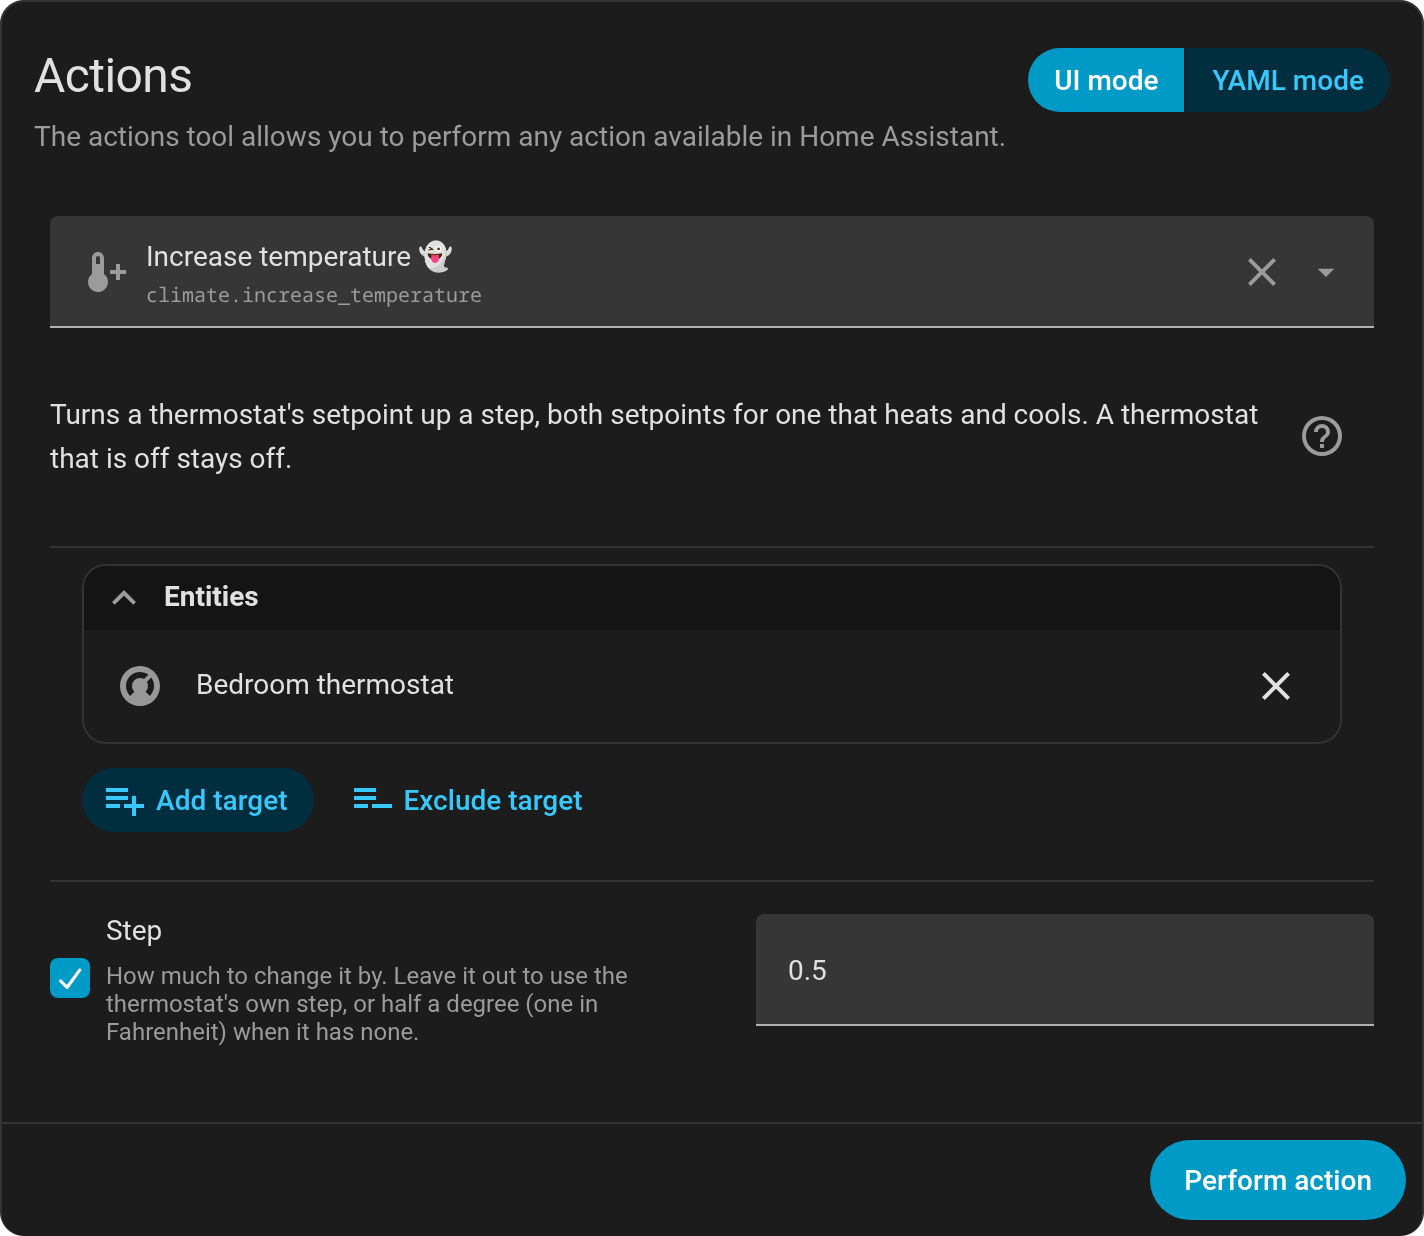 Actions
UI mode
YAML mode
The actions tool allows you to perform any action available in Home Assistant.
Increase temperature 👻
climate.increase_temperature
Turns a thermostat's setpoint up a step, both setpoints for one that heats and cools. A thermostat
that is off stays off.
Entities
Bedroom thermostat
Add target
Exclude target
Step
How much to change it by. Leave it out to use the
thermostat's own step, or half a degree (one in
Fahrenheit) when it has none.
0.5
Perform action